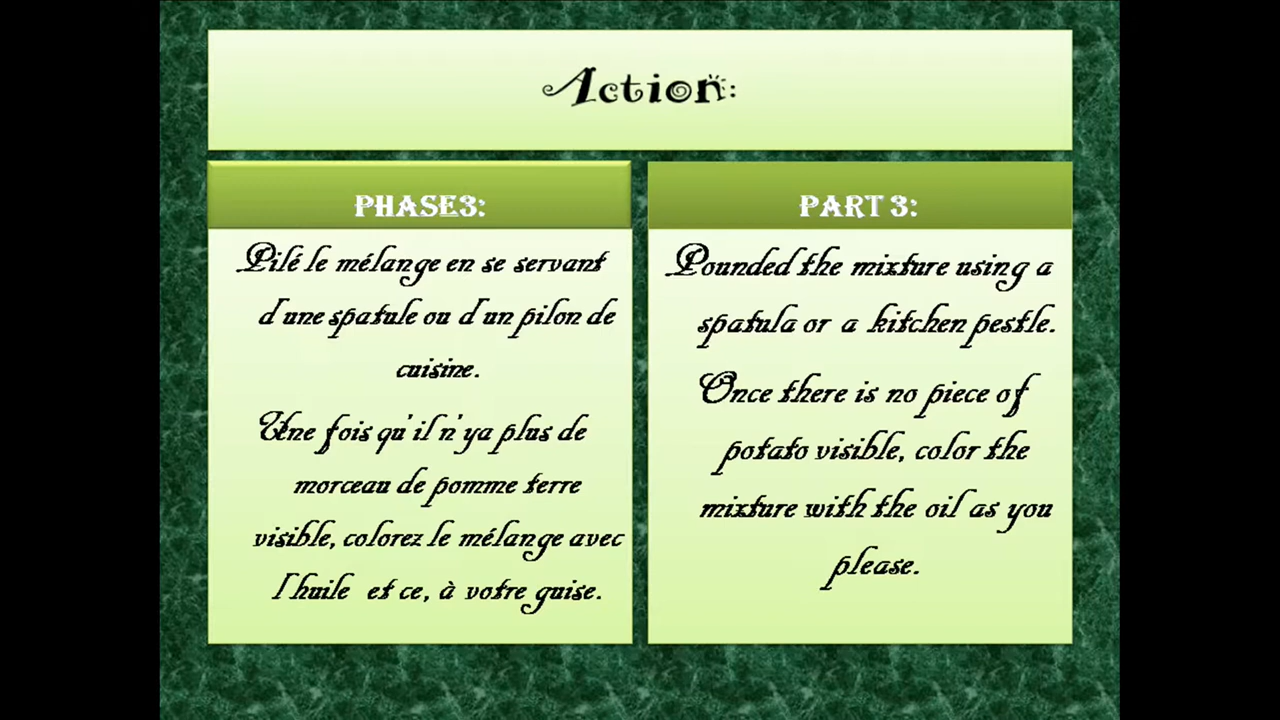 Action:
PHASE3:
Pilé le mélange en se servant
d'une spatule ou d'un pilon de
cuisine.
Une fois qu'il n'ya plus de
morceau de pomme terre
visible, colorez le mélange avec
l'huile et ce, à votre guise.
PART 3:
Pounded the mixture using a
spatula or a kitchen pestle.
Once there is no piece of
potato visible, color the
mixture with the oil as you
please.